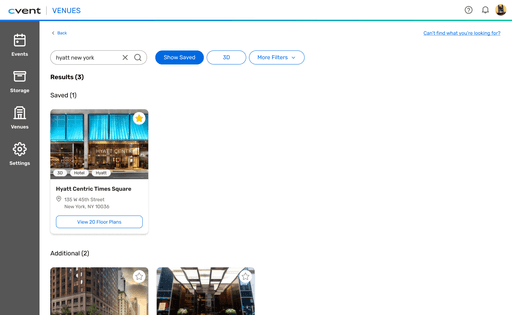 cvent VENUES
Back
Can't find what you're looking for?
hyatt new york
Show Saved
3D
More Filters
Events
Storage
Venues
Settings
Results (3)
Saved (1)
3D
Hotel
Hyatt
Hyatt Centric Times Square
135 W 45th Street
New York, NY 10036
View 20 Floor Plans
Additional (2)